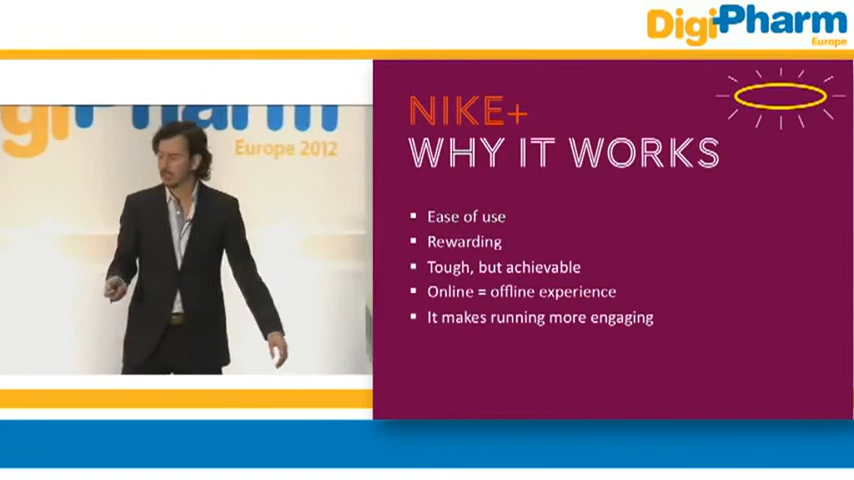 DigiPharm
Europe
giPharm
Europe 2012
NIKE+
WHY IT WORKS
▪ Ease of use
▪ Rewarding
▪ Tough, but achievable
▪ Online = offline experience
▪ It makes running more engaging